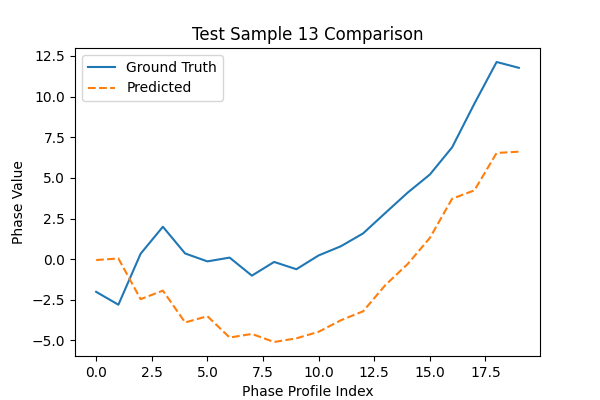 Test Sample 13 Comparison
Ground Truth
Predicted
Phase Value
12.5
10.0
7.5
5.0
2.5
0.0
−2.5
−5.0
0.0 2.5 5.0 7.5 10.0 12.5 15.0 17.5
Phase Profile Index